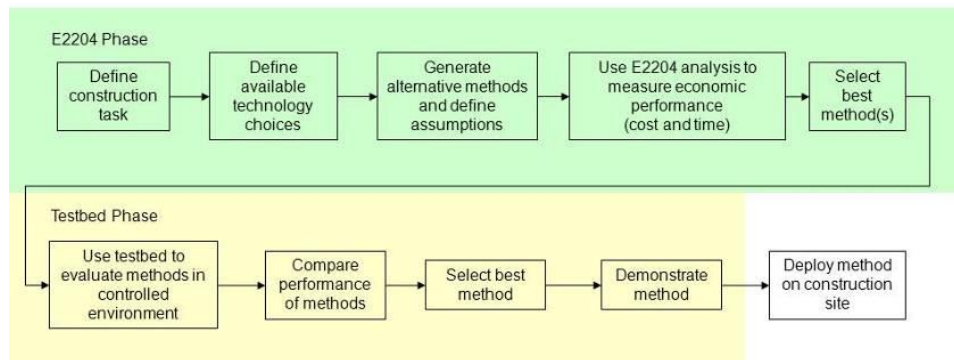 E2204 Phase
Define
construction
task
Define
available
technology
choices
Generate
alternative methods
and define
assumptions
Use E2204 analysis to
measure economic
performance
(cost and time)
Select
best
method(s)
Testbed Phase
Use testbed to
evaluate methods in
controlled
environment
Compare
performance
of methods
Select best
method
Demonstrate
method
Deploy method
on construction
site